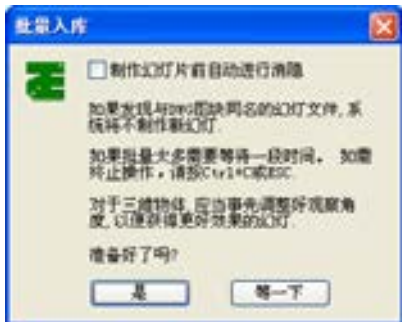 批量入库
制作幻灯片前自动进行消隐
如果发现与DWG图块同名的幻灯文件,系
统将不制作新幻灯.
如果批量太多需要等待一段时间。 如需
终止操作，请按Ctrl+C或ESC.
对于三维物体,应当事先调整好观察角
度,以便获得更好效果的幻灯.
准备好了吗?
是
等一下